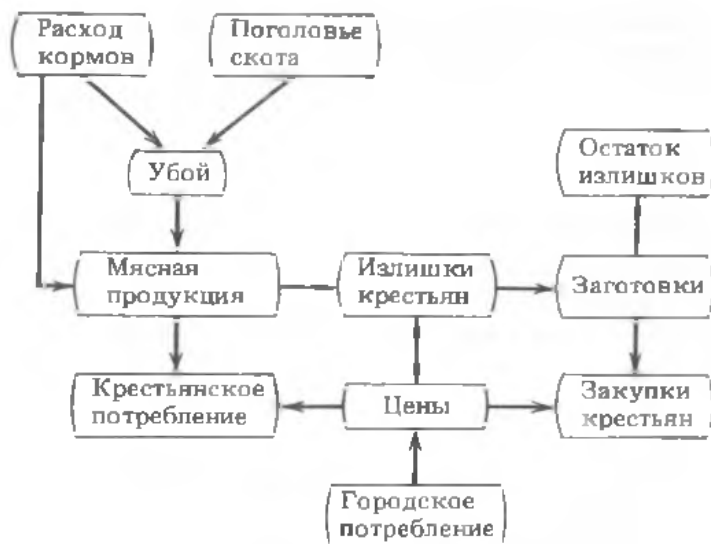 Расход
кормов
Поголовье
скота
Убой
Остаток
излишков
Мясная
продукция
Излишки
крестьян
Заготовки
Крестьянское
потребление
Цены
Закупки
крестьян
Городское
потребление